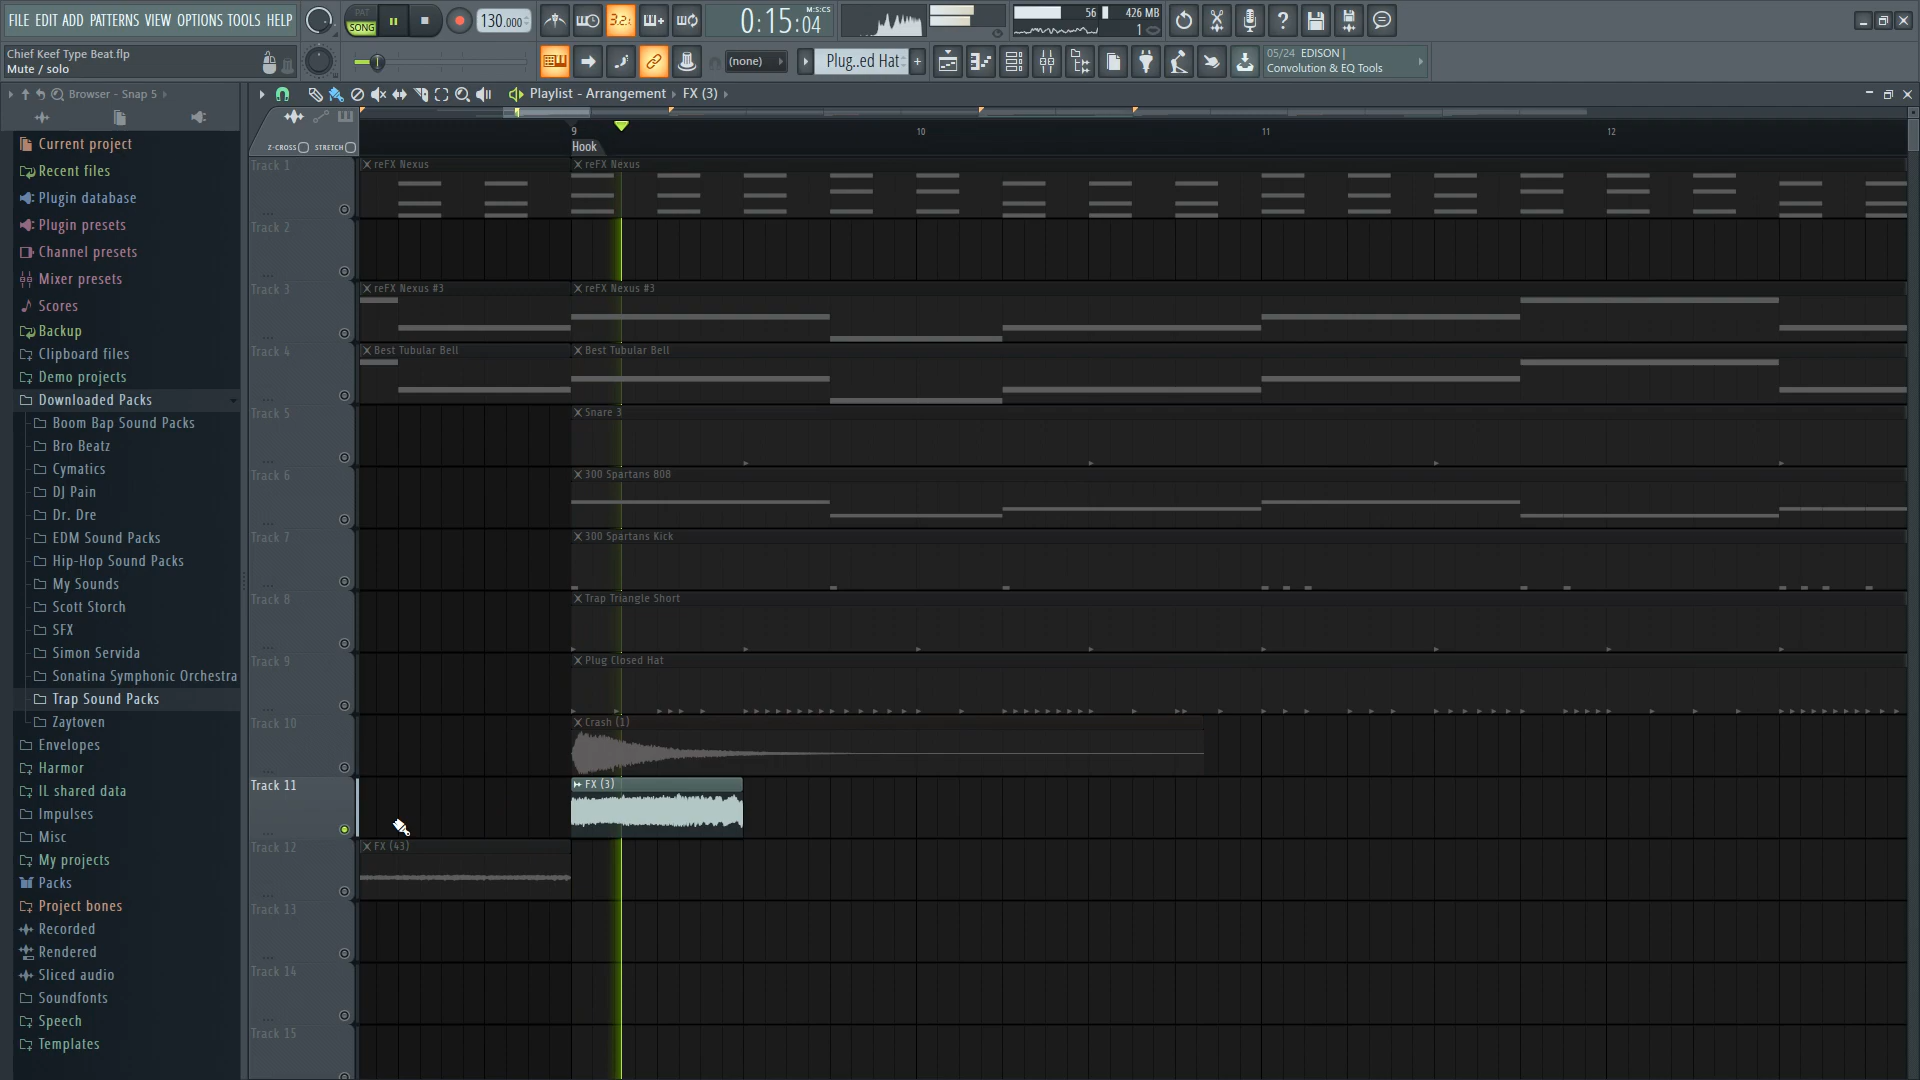 FILE EDIT ADD PATTERNS VIEW OPTIONS TOOLS HELP
PAT
SONG
130.000
3.2.
0:15:04
M:S:CS
56
426 MB
1
Chief Keef Type Beat.flp
Mute / solo
(none)
Plug..ed Hat
05/24 EDISON |
Convolution & EQ Tools
Browser - Snap 5
Playlist - Arrangement
FX (3)
Current project
Recent files
Plugin database
Plugin presets
Channel presets
Mixer presets
Scores
Backup
Clipboard files
Demo projects
Downloaded Packs
Boom Bap Sound Packs
Bro Beatz
Cymatics
DJ Pain
Dr. Dre
EDM Sound Packs
Hip-Hop Sound Packs
My Sounds
Scott Storch
SFX
Simon Servida
Sonatina Symphonic Orchestra
Trap Sound Packs
Zaytoven
Envelopes
Harmor
IL shared data
Impulses
Misc
My projects
Packs
Project bones
Recorded
Rendered
Sliced audio
Soundfonts
Speech
Templates
Z-CROSS
STRETCH
9
10
11
12
Hook
Track 1
reFX Nexus
reFX Nexus
Track 2
Track 3
reFX Nexus #3
reFX Nexus #3
Track 4
Best Tubular Bell
Best Tubular Bell
Track 5
Snare 3
Track 6
300 Spartans 808
Track 7
300 Spartans Kick
Track 8
Trap Triangle Short
Track 9
Plug Closed Hat
Track 10
Crash (1)
Track 11
FX (3)
Track 12
FX (43)
Track 13
Track 14
Track 15